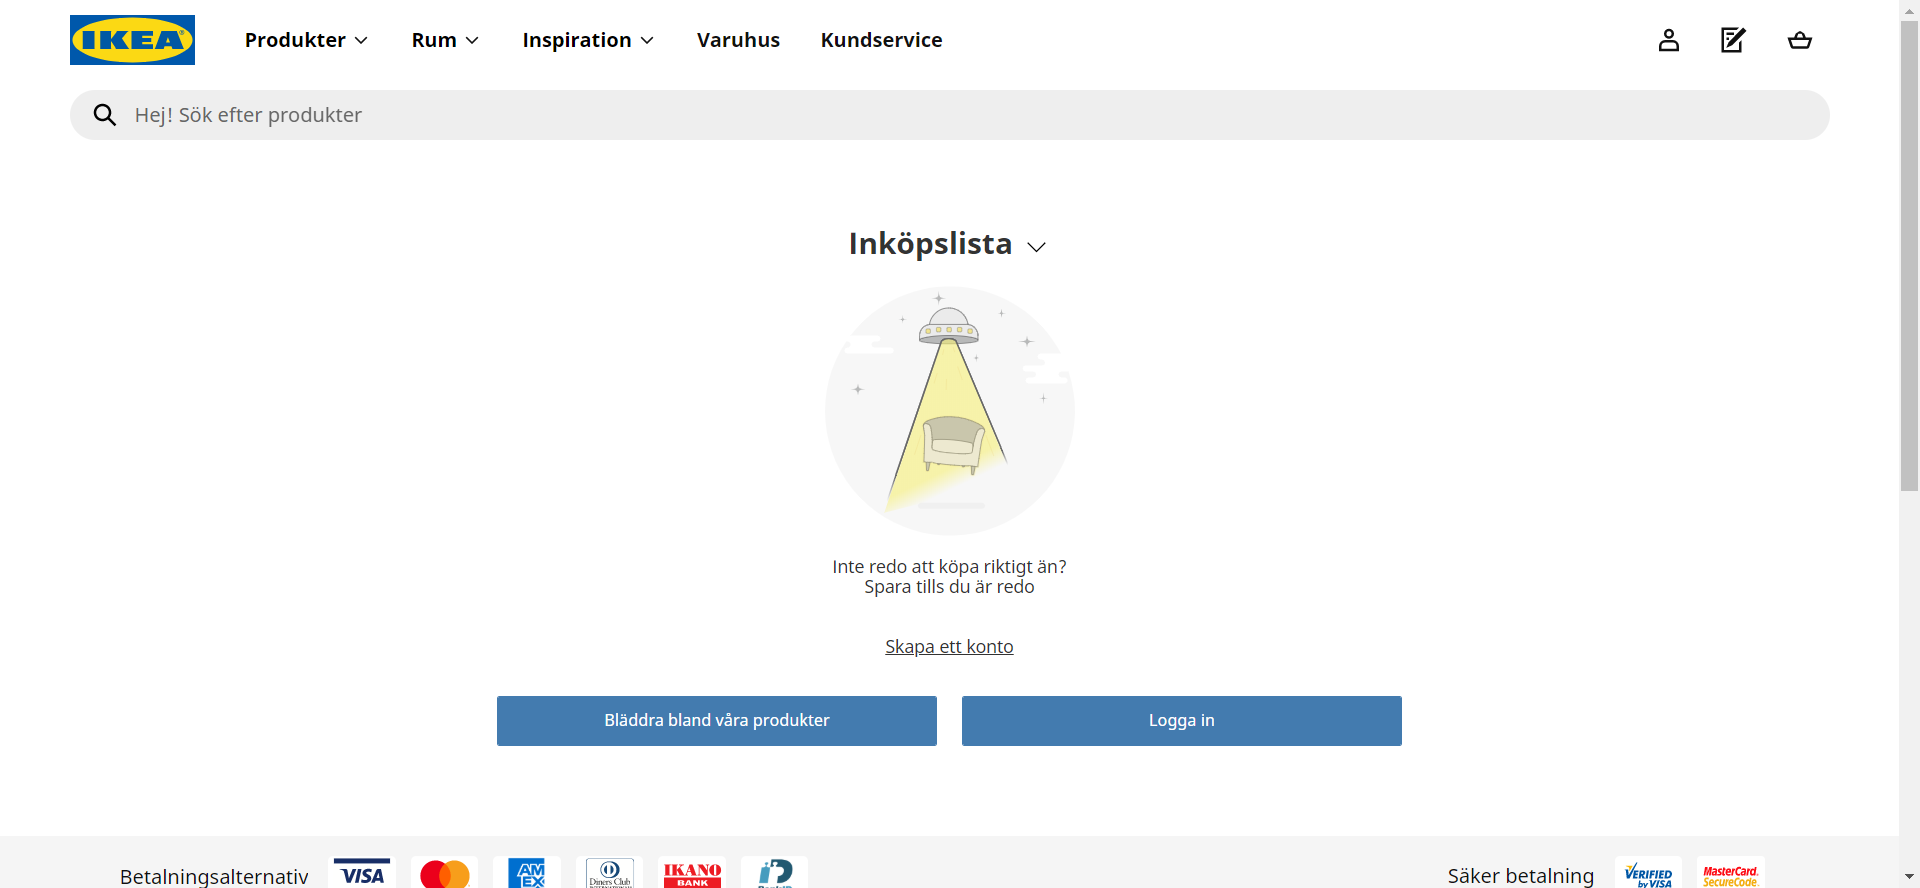 IKEA
Produkter
Rum
Inspiration
Varuhus
Kundservice
Hej! Sök efter produkter
Inköpslista
Inte redo att köpa riktigt än?
Spara tills du är redo
Skapa ett konto
Bläddra bland våra produkter
Logga in
Betalningsalternativ
VISA
AM
EX
Diners Club
IKANO
BANK
Säker betalning
VERIFIED
by VISA
MasterCard.
SecureCode.